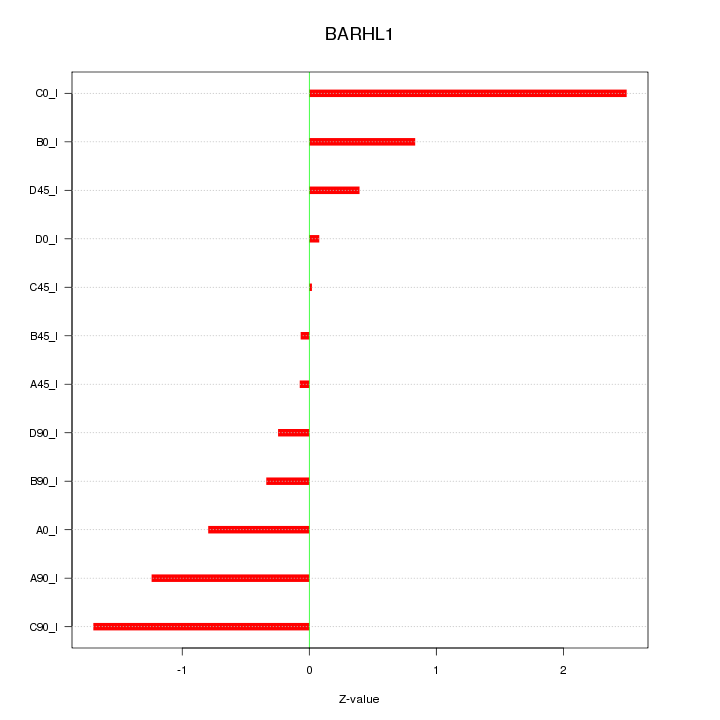 BARHL1
C0_I
B0_I
D45_I
D0_I
C45_I
B45_I
A45_I
D90_I
B90_I
A0_I
A90_I
C90_I
-1 0 1 2
Z-value